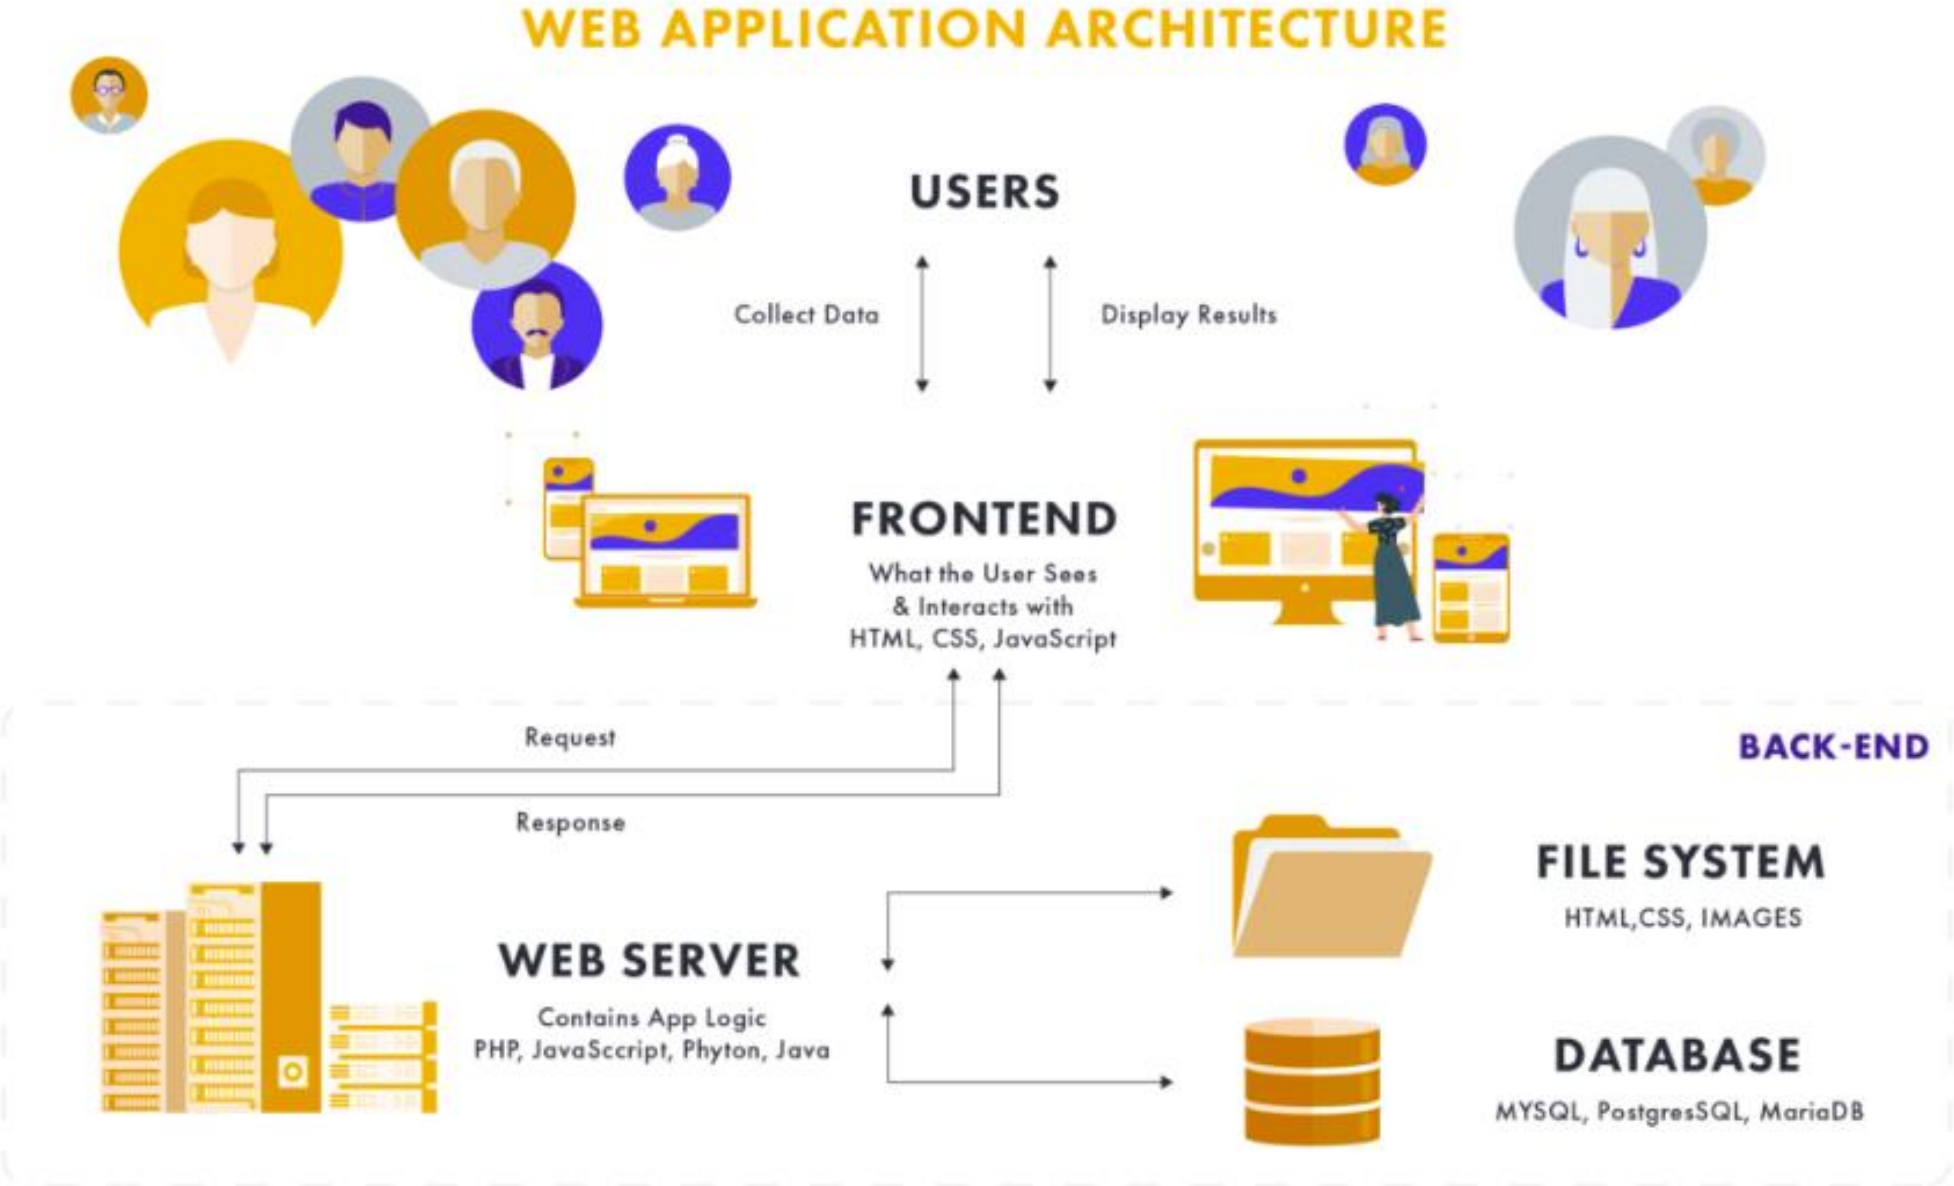 WEB APPLICATION ARCHITECTURE
USERS
Collect Data
Display Results
FRONTEND
What the User Sees
& Interacts with
HTML, CSS, JavaScript
Request
BACK-END
Response
FILE SYSTEM
HTML,CSS, IMAGES
WEB SERVER
Contains App Logic
PHP, JavaSccript, Phyton, Java
DATABASE
MYSQL, PostgresSQL, MariaDB